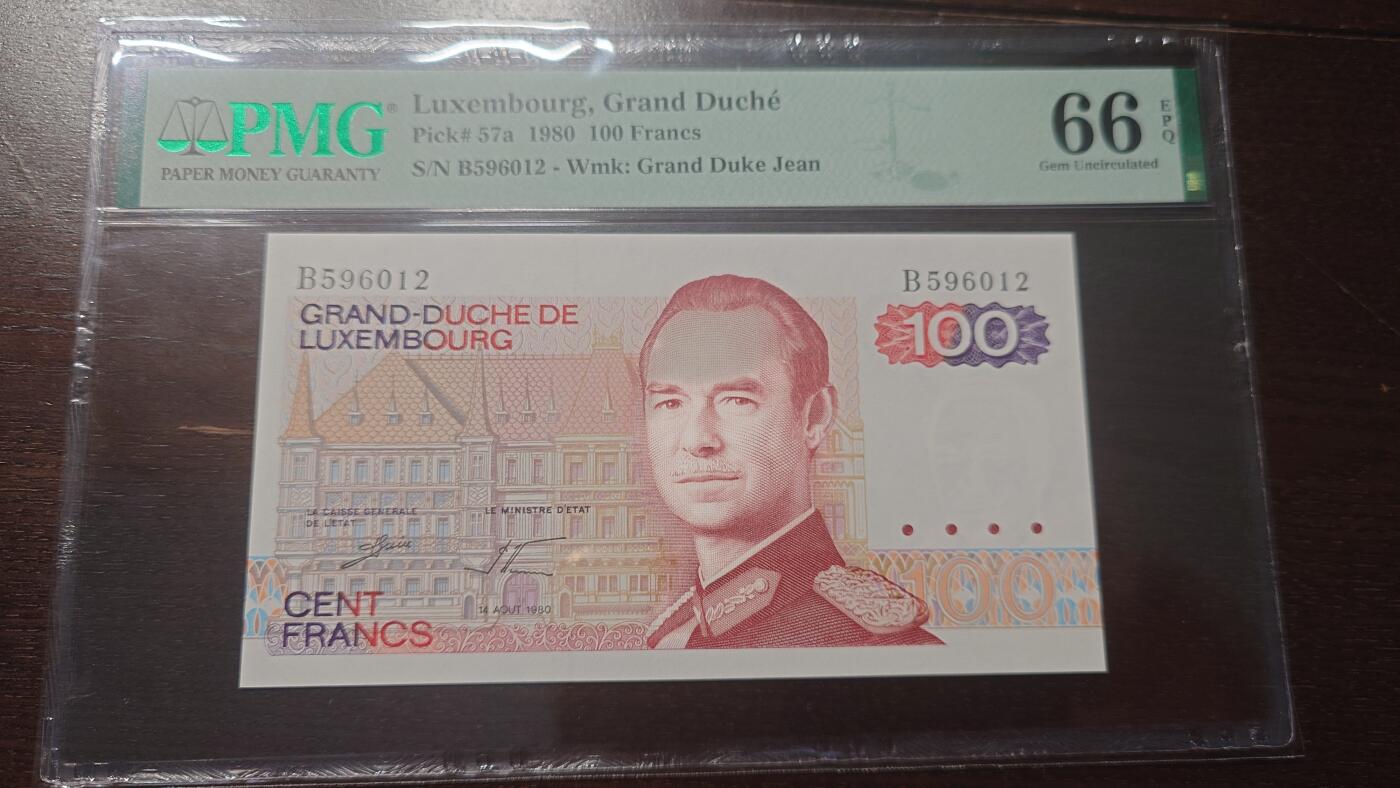 PMG®
PAPER MONEY GUARANTY
Luxembourg, Grand Duché
Pick# 57a 1980 100 Francs
S/N B596012 - Wmk: Grand Duke Jean
66 EPQ
Gem Uncirculated
B596012
B596012
GRAND-DUCHE DE
LUXEMBOURG
100
LA CAISSE GENERALE
DE L'ETAT
LE MINISTRE D'ETAT
14 AOUT 1980
CENT
FRANCS
100